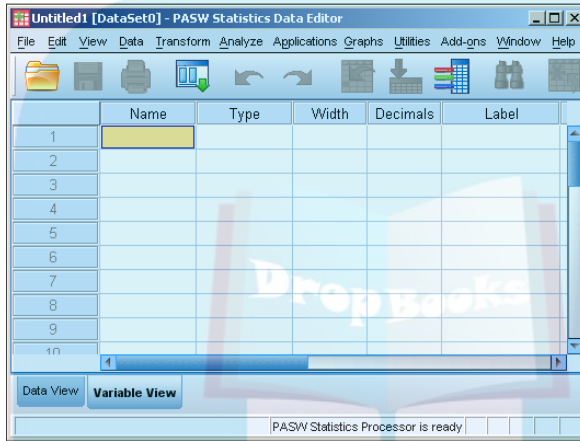 Untitled1 [DataSet0] - PASW Statistics Data Editor
File Edit View Data Transform Analyze Applications Graphs Utilities Add-ons Window Help
Name Type Width Decimals Label
1
2
3
4
5
6
7
8
9
10
DropBooks
Data View Variable View
PASW Statistics Processor is ready